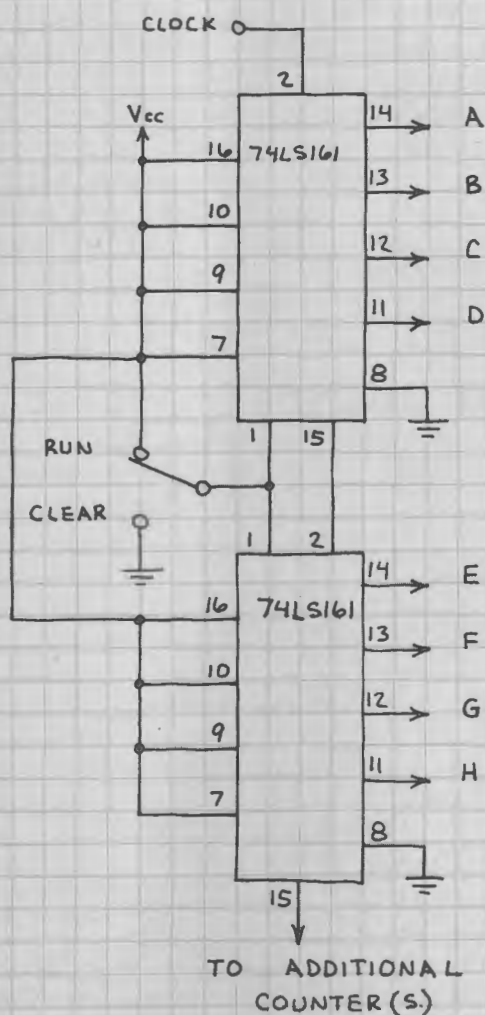 CLOCK
2
Vcc
16 74LS161 14 A
10 13 B
9 12 C
7 11 D
8
1 15
RUN
CLEAR
1 2
16 74LS161 14 E
10 13 F
9 12 G
7 11 H
8
15
TO ADDITIONAL
COUNTER (S.)